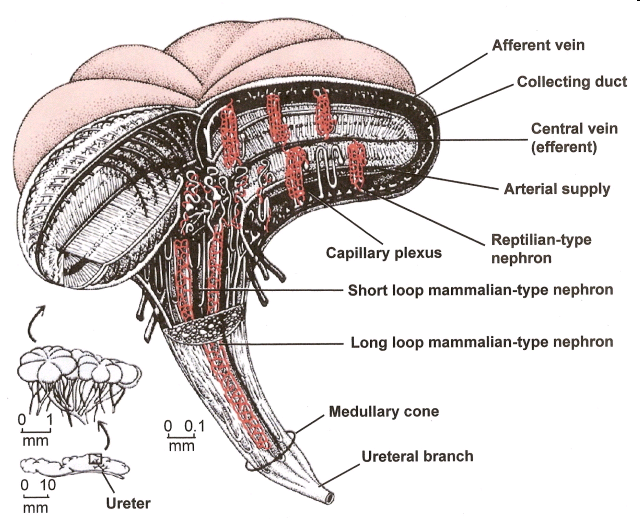 Afferent vein
Collecting duct
Central vein
(efferent)
Arterial supply
Reptilian-type
nephron
Capillary plexus
Short loop mammalian-type nephron
Long loop mammalian-type nephron
Medullary cone
Ureteral branch
0 1
mm
0 0.1
mm
0 10
mm
Ureter